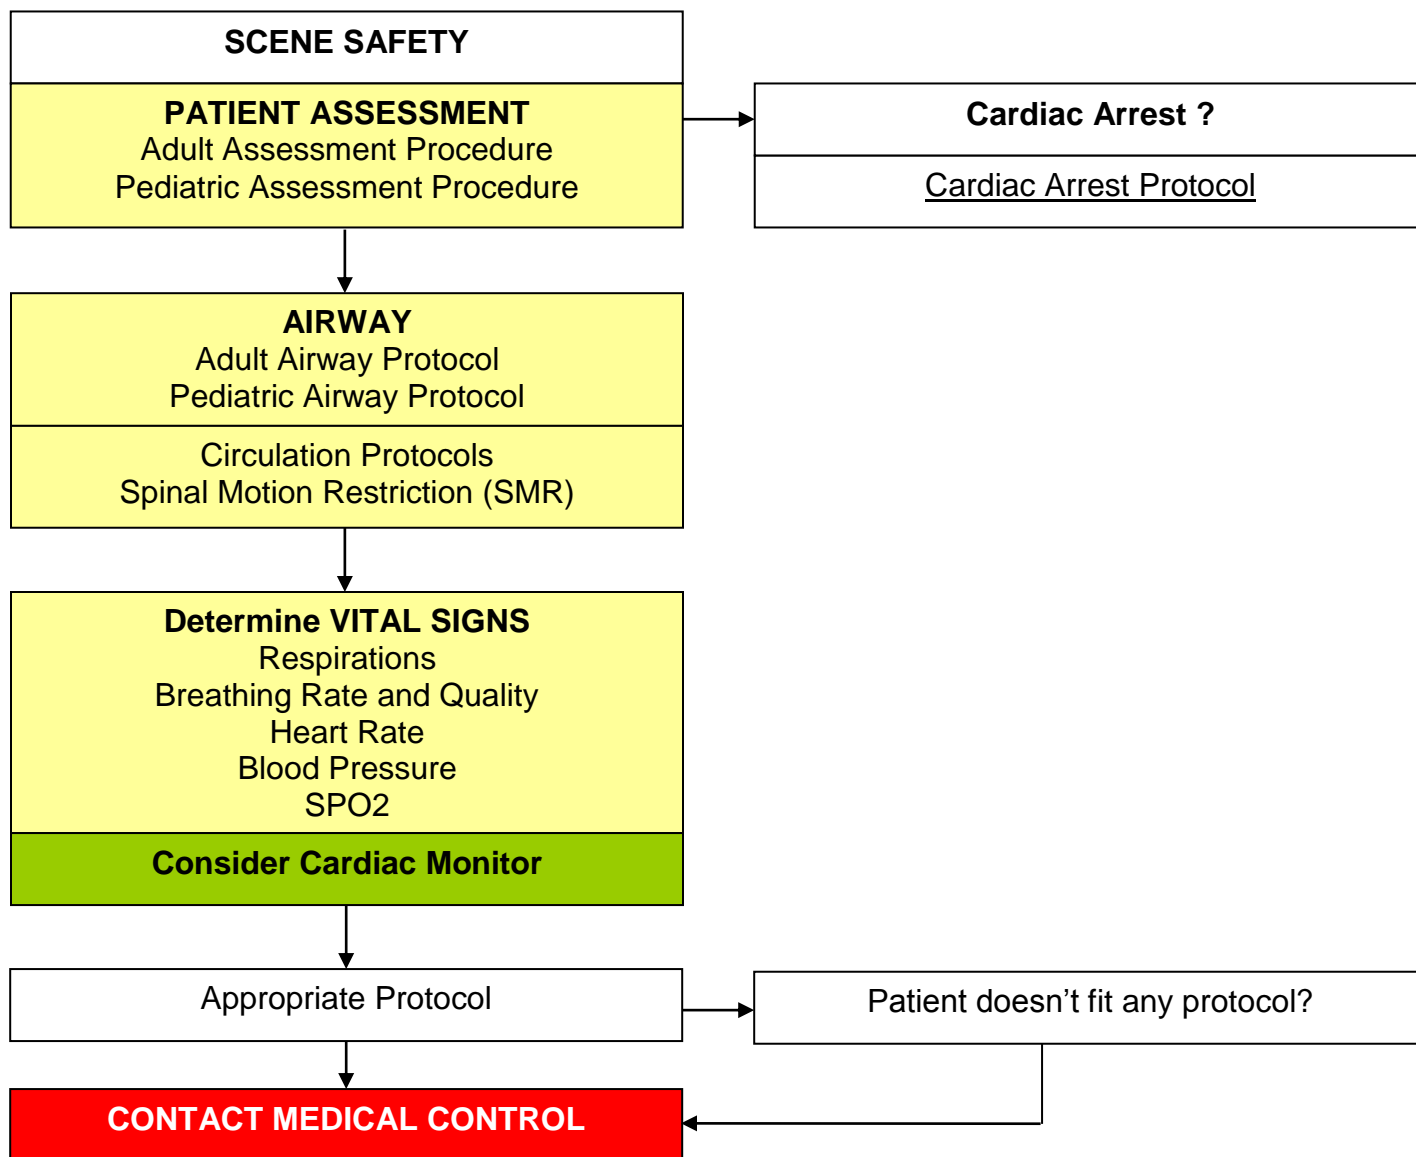 SCENE SAFETY
PATIENT ASSESSMENT
Adult Assessment Procedure
Pediatric Assessment Procedure
Cardiac Arrest ?
Cardiac Arrest Protocol
AIRWAY
Adult Airway Protocol
Pediatric Airway Protocol
Circulation Protocols
Spinal Motion Restriction (SMR)
Determine VITAL SIGNS
Respirations
Breathing Rate and Quality
Heart Rate
Blood Pressure
SPO2
Consider Cardiac Monitor
Appropriate Protocol
Patient doesn’t fit any protocol?
CONTACT MEDICAL CONTROL